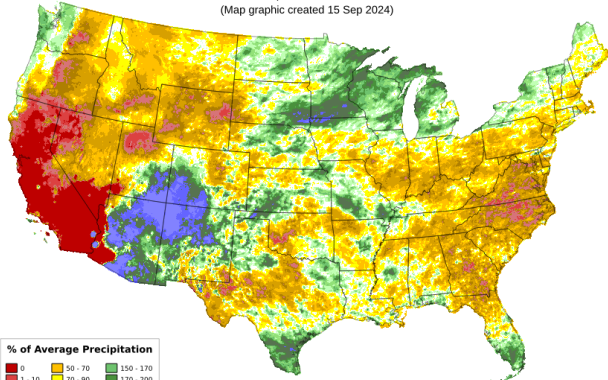 (Map graphic created 15 Sep 2024)
% of Average Precipitation
0 50 - 70 150 - 170
1 - 10 70 - 90 170 - 200